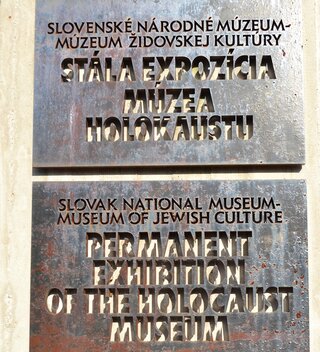 SLOVENSKÉ NÁRODNÉ MÚZEUM-
MÚZEUM ŽIDOVSKEJ KULTÚRY
STÁLA EXPOZÍCIA
MÚZEA
HOLOKAUSTU
SLOVAK NATIONAL MUSEUM-
-MUSEUM OF JEWISH CULTURE
PERMANENT
EXHIBITION
OF THE HOLOCAUST
MUSEUM